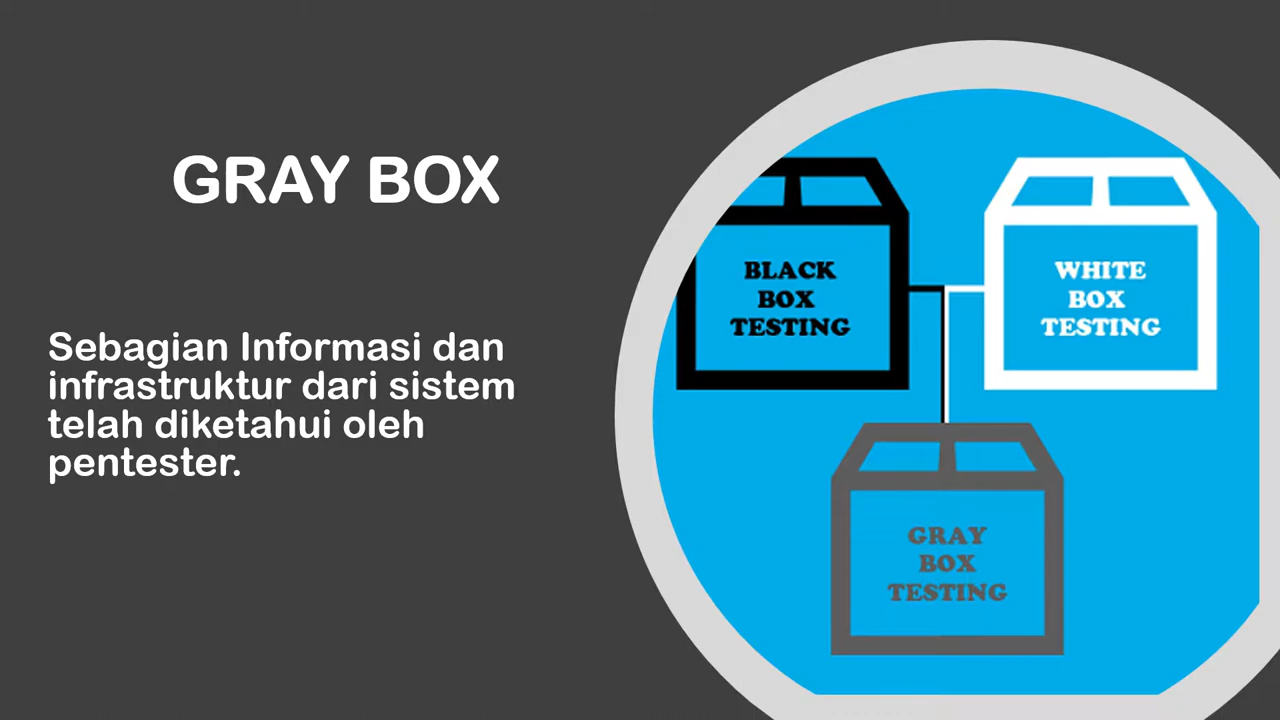 GRAY BOX
Sebagian Informasi dan
infrastruktur dari sistem
telah diketahui oleh
pentester.
BLACK
BOX
TESTING
WHITE
BOX
TESTING
GRAY
BOX
TESTING